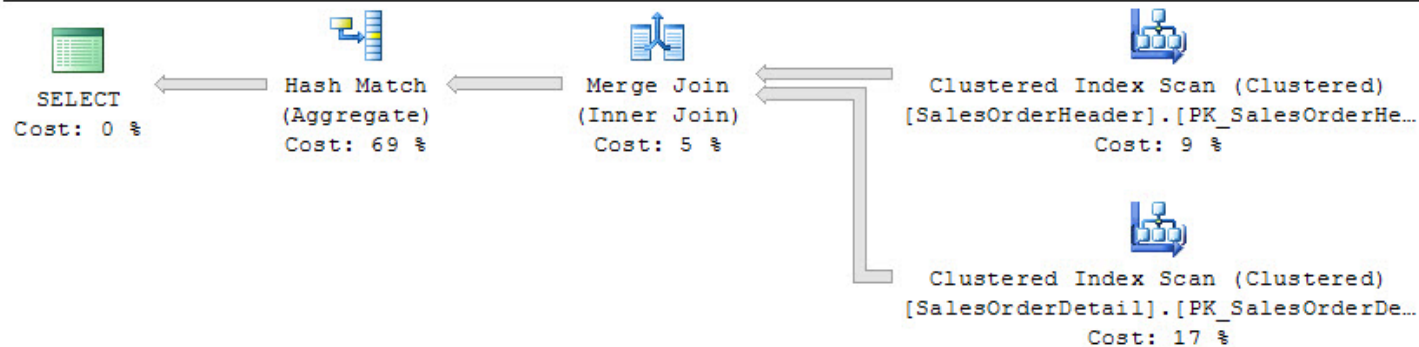 SELECT
Cost: 0 %
Hash Match
(Aggregate)
Cost: 69 %
Merge Join
(Inner Join)
Cost: 5 %
Clustered Index Scan (Clustered)
[SalesOrderHeader].[PK_SalesOrderHe…
Cost: 9 %
Clustered Index Scan (Clustered)
[SalesOrderDetail].[PK_SalesOrderDe…
Cost: 17 %